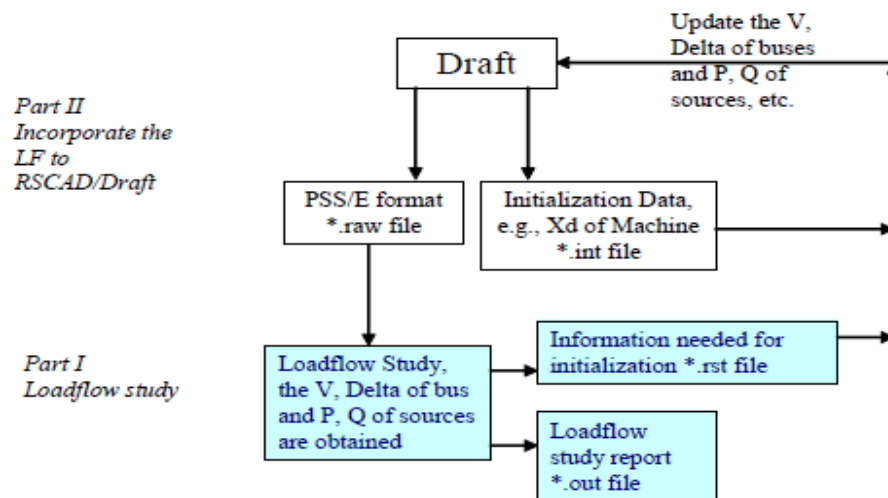 Update the V,
Delta of buses
and P, Q of
sources, etc.
Draft
Part II
Incorporate the
LF to
RSCAD/Draft
PSS/E format
*.raw file
Initialization Data,
e.g., Xd of Machine
*.int file
Part I
Loadflow study
Loadflow Study,
the V, Delta of bus
and P, Q of sources
are obtained
Information needed for
initialization *.rst file
Loadflow
study report
*.out file